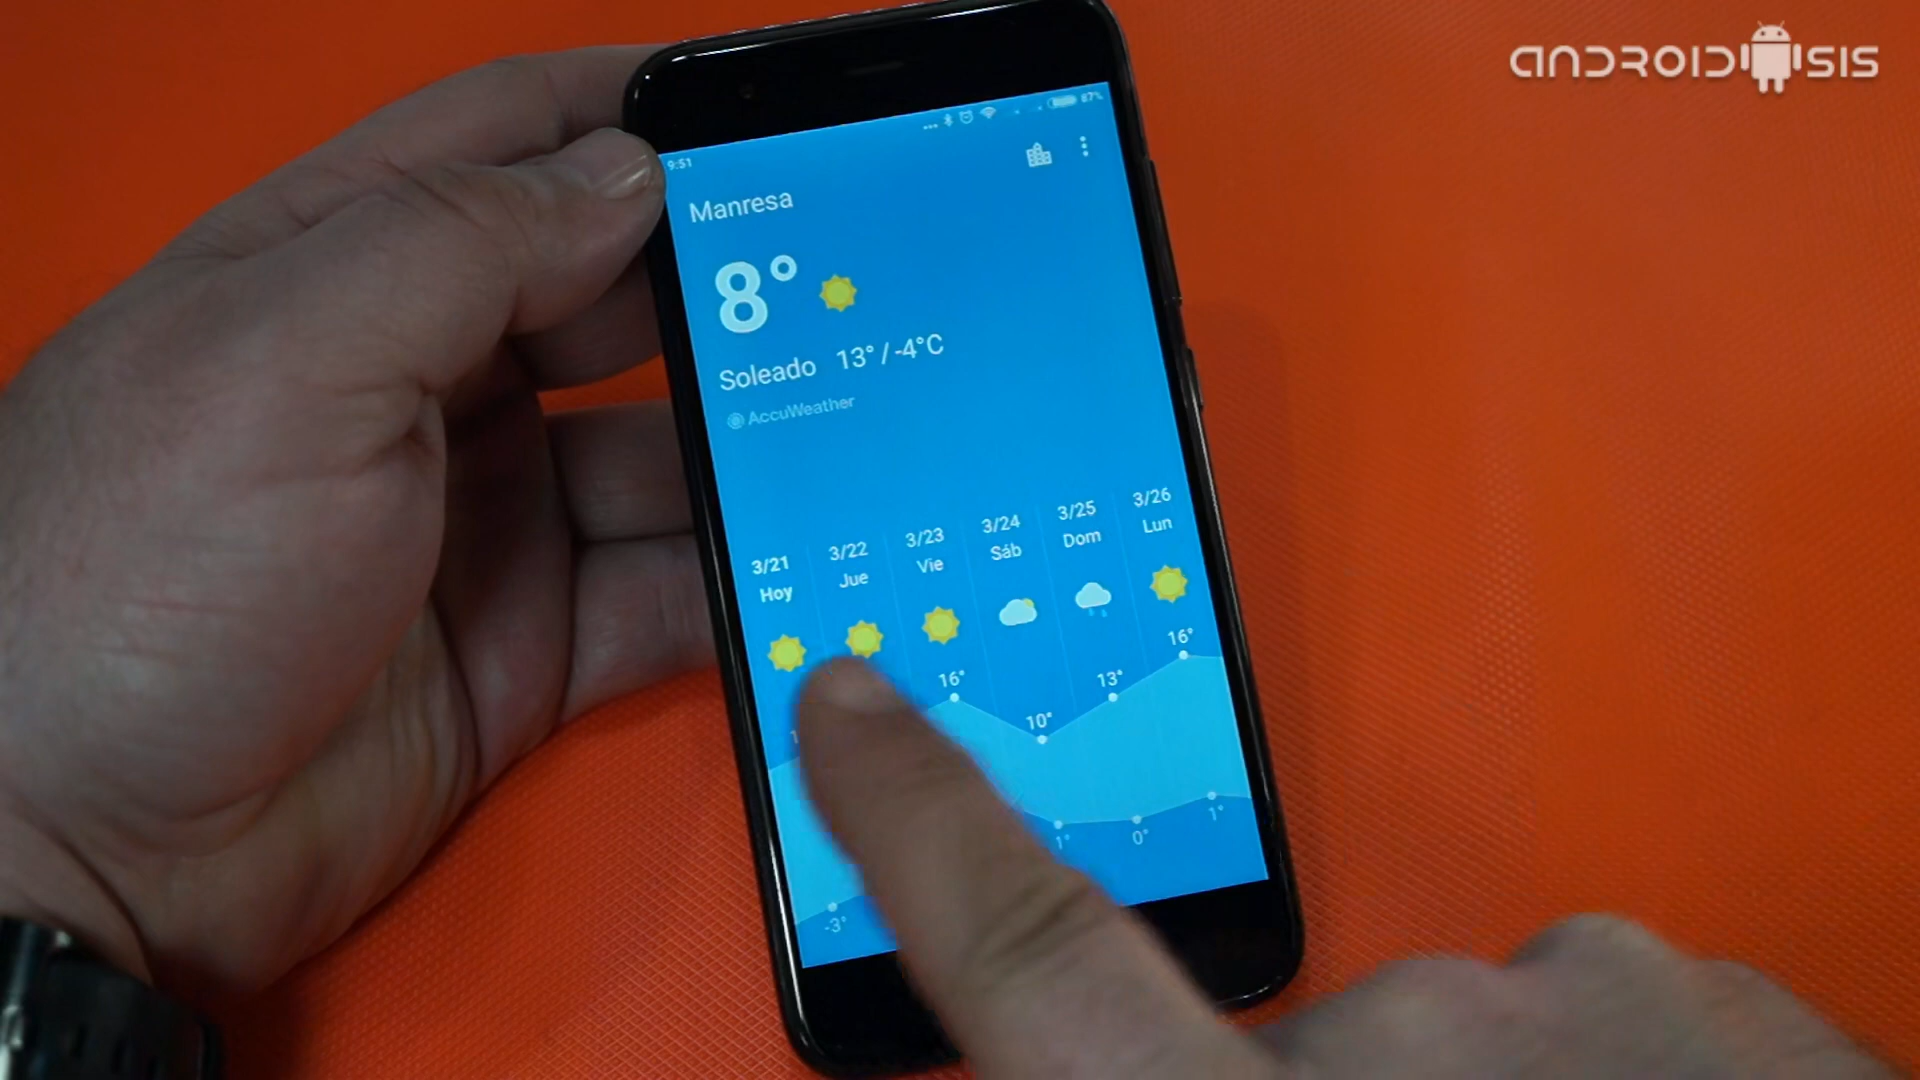 ANDROIDSIS
9:51
87%
Manresa
8°
Soleado 13° / -4°C
@ AccuWeather
3/21 3/22 3/23 3/24 3/25 3/26
Hoy Jue Vie Sáb Dom Lun
16° 10° 13° 16°
-3° 1° 0° 1°